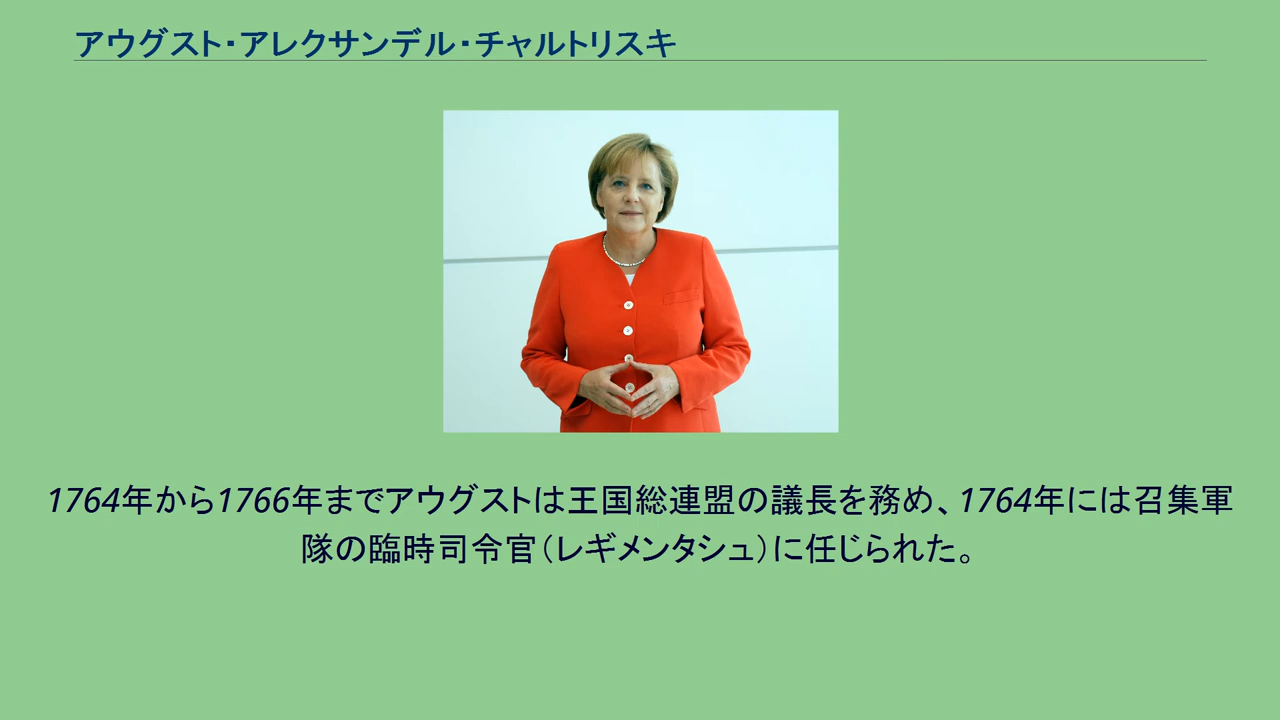 アウグスト・アレクサンデル・チャルトリスキ
1764年から1766年までアウグストは王国総連盟の議長を務め、1764年には召集軍
隊の臨時司令官（レギメンタシュ）に任じられた。